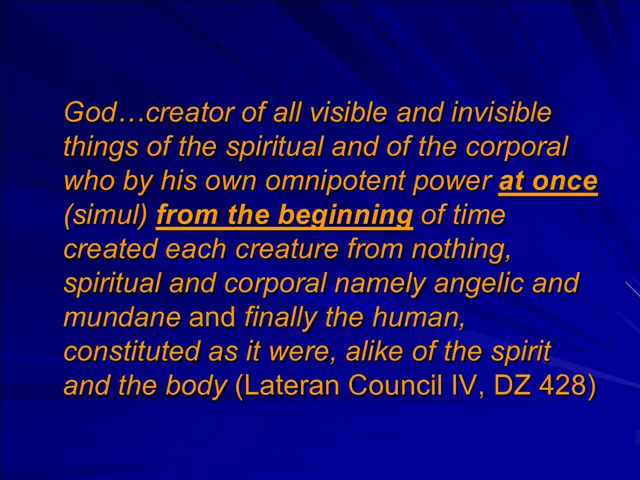 God…creator of all visible and invisible
things of the spiritual and of the corporal
who by his own omnipotent power at once
(simul) from the beginning of time
created each creature from nothing,
spiritual and corporal namely angelic and
mundane and finally the human,
constituted as it were, alike of the spirit
and the body (Lateran Council IV, DZ 428)